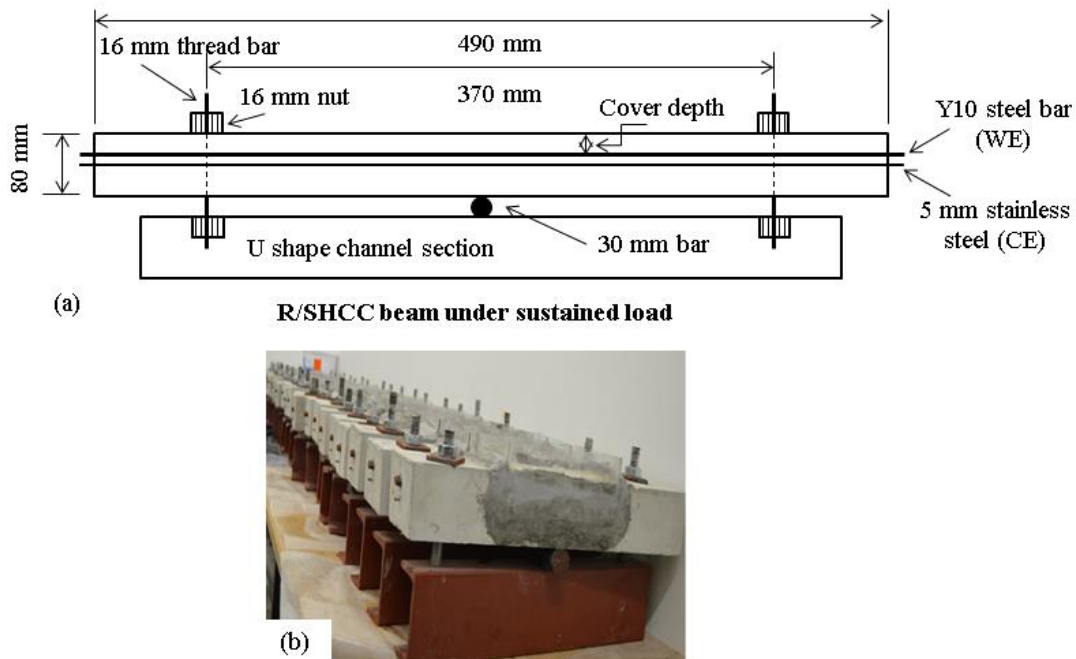 490 mm
16 mm thread bar
370 mm
16 mm nut
Cover depth
Y10 steel bar
(WE)
80 mm
5 mm stainless
steel (CE)
30 mm bar
U shape channel section
(a)
R/SHCC beam under sustained load
(b)